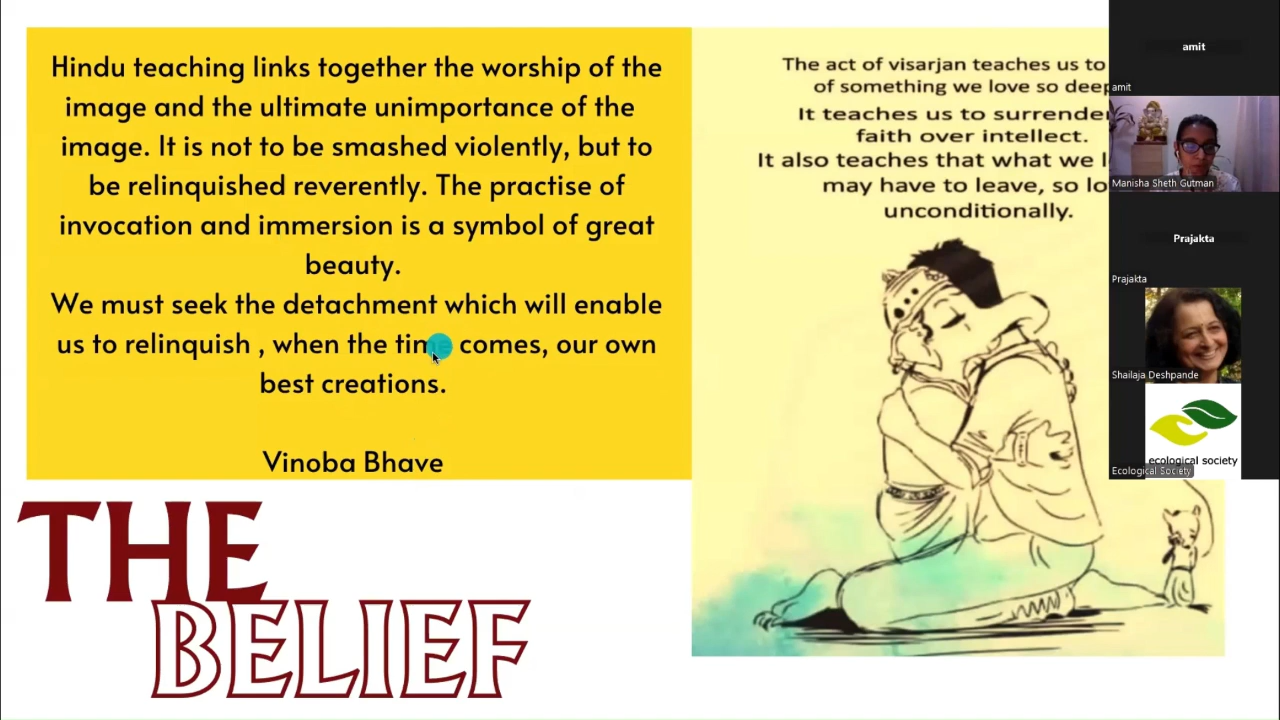 Hindu teaching links together the worship of the
image and the ultimate unimportance of the
image. It is not to be smashed violently, but to
be relinquished reverently. The practise of
invocation and immersion is a symbol of great
beauty.
We must seek the detachment which will enable
us to relinquish , when the time comes, our own
best creations.
Vinoba Bhave
THE
BELIEF
The act of visarjan teaches us to
of something we love so deep
It teaches us to surrender
faith over intellect.
It also teaches that what we l
may have to leave, so lo
unconditionally.
amit
amit
Manisha Sheth Gutman
Prajakta
Prajakta
Shailaja Deshpande
ecological society
Ecological Society